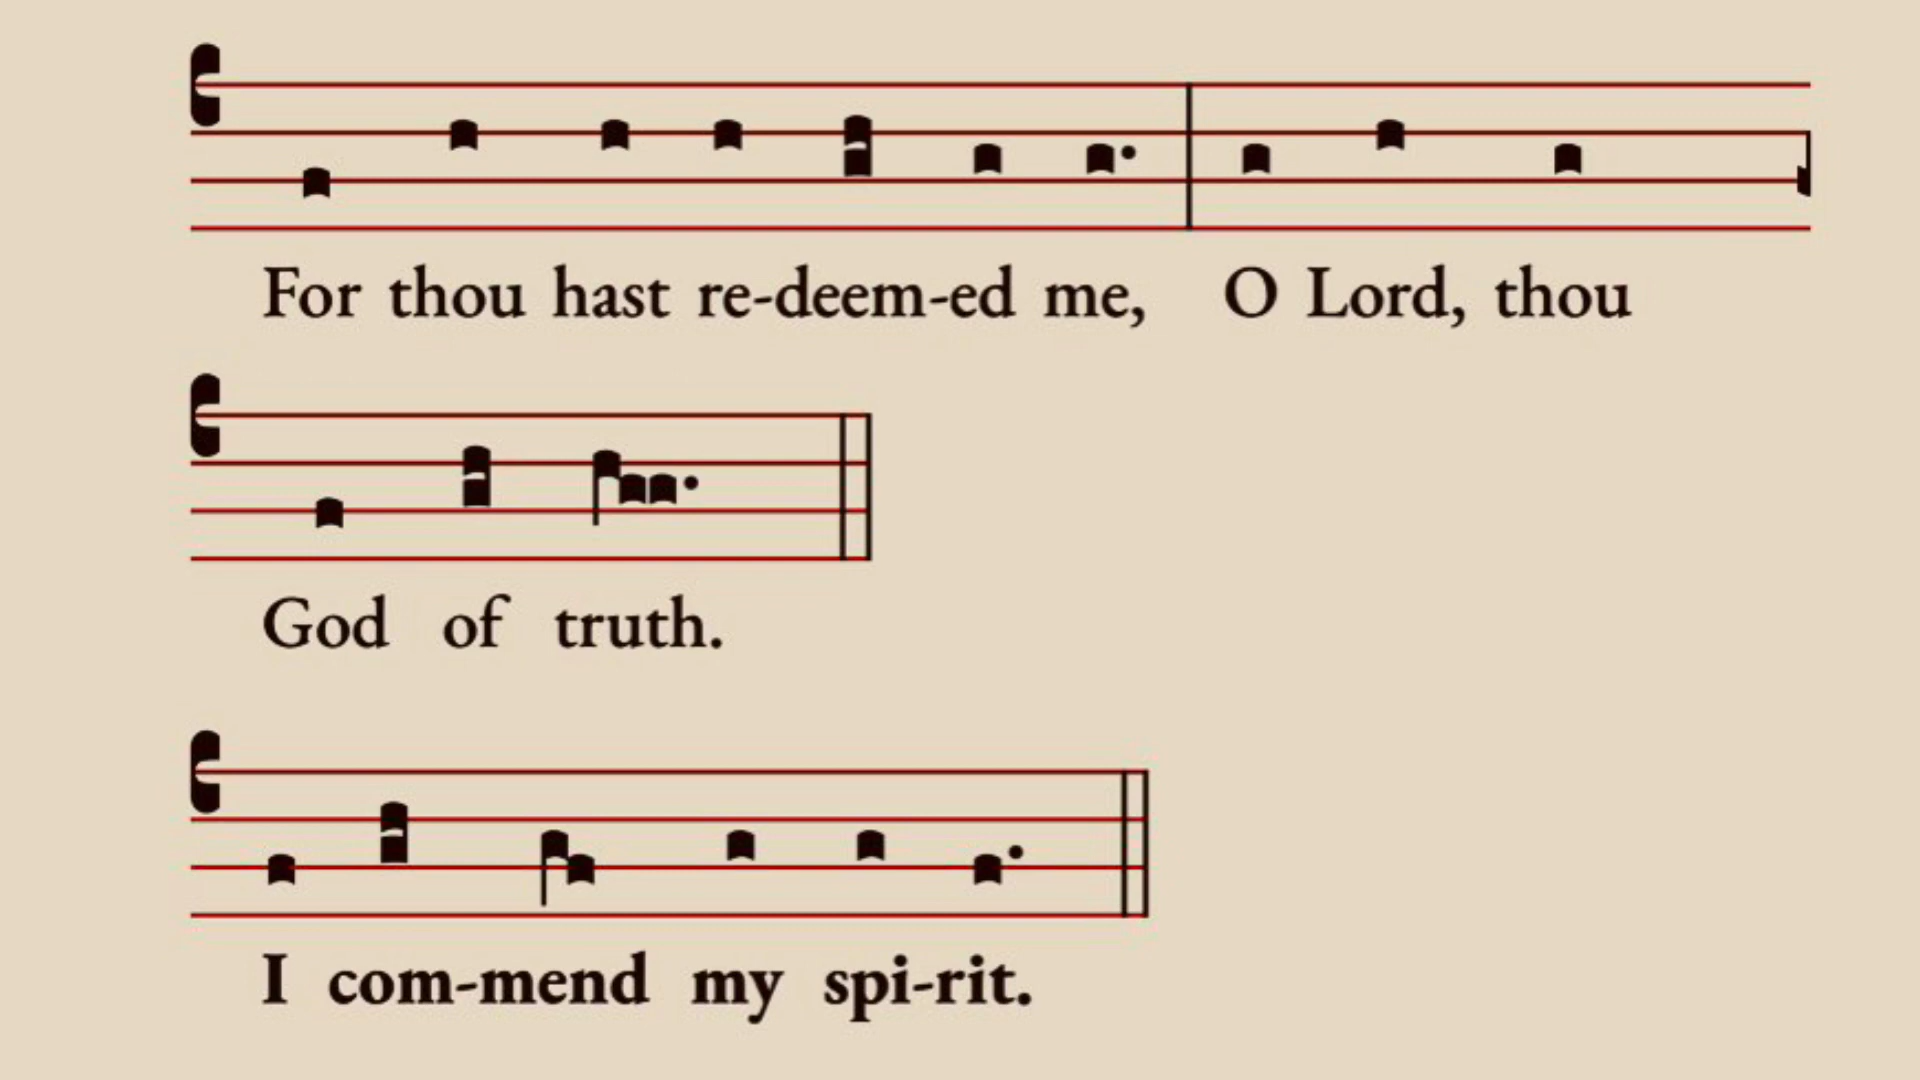 For thou hast re-deem-ed me, O Lord, thou
God of truth.
I com-mend my spi-rit.